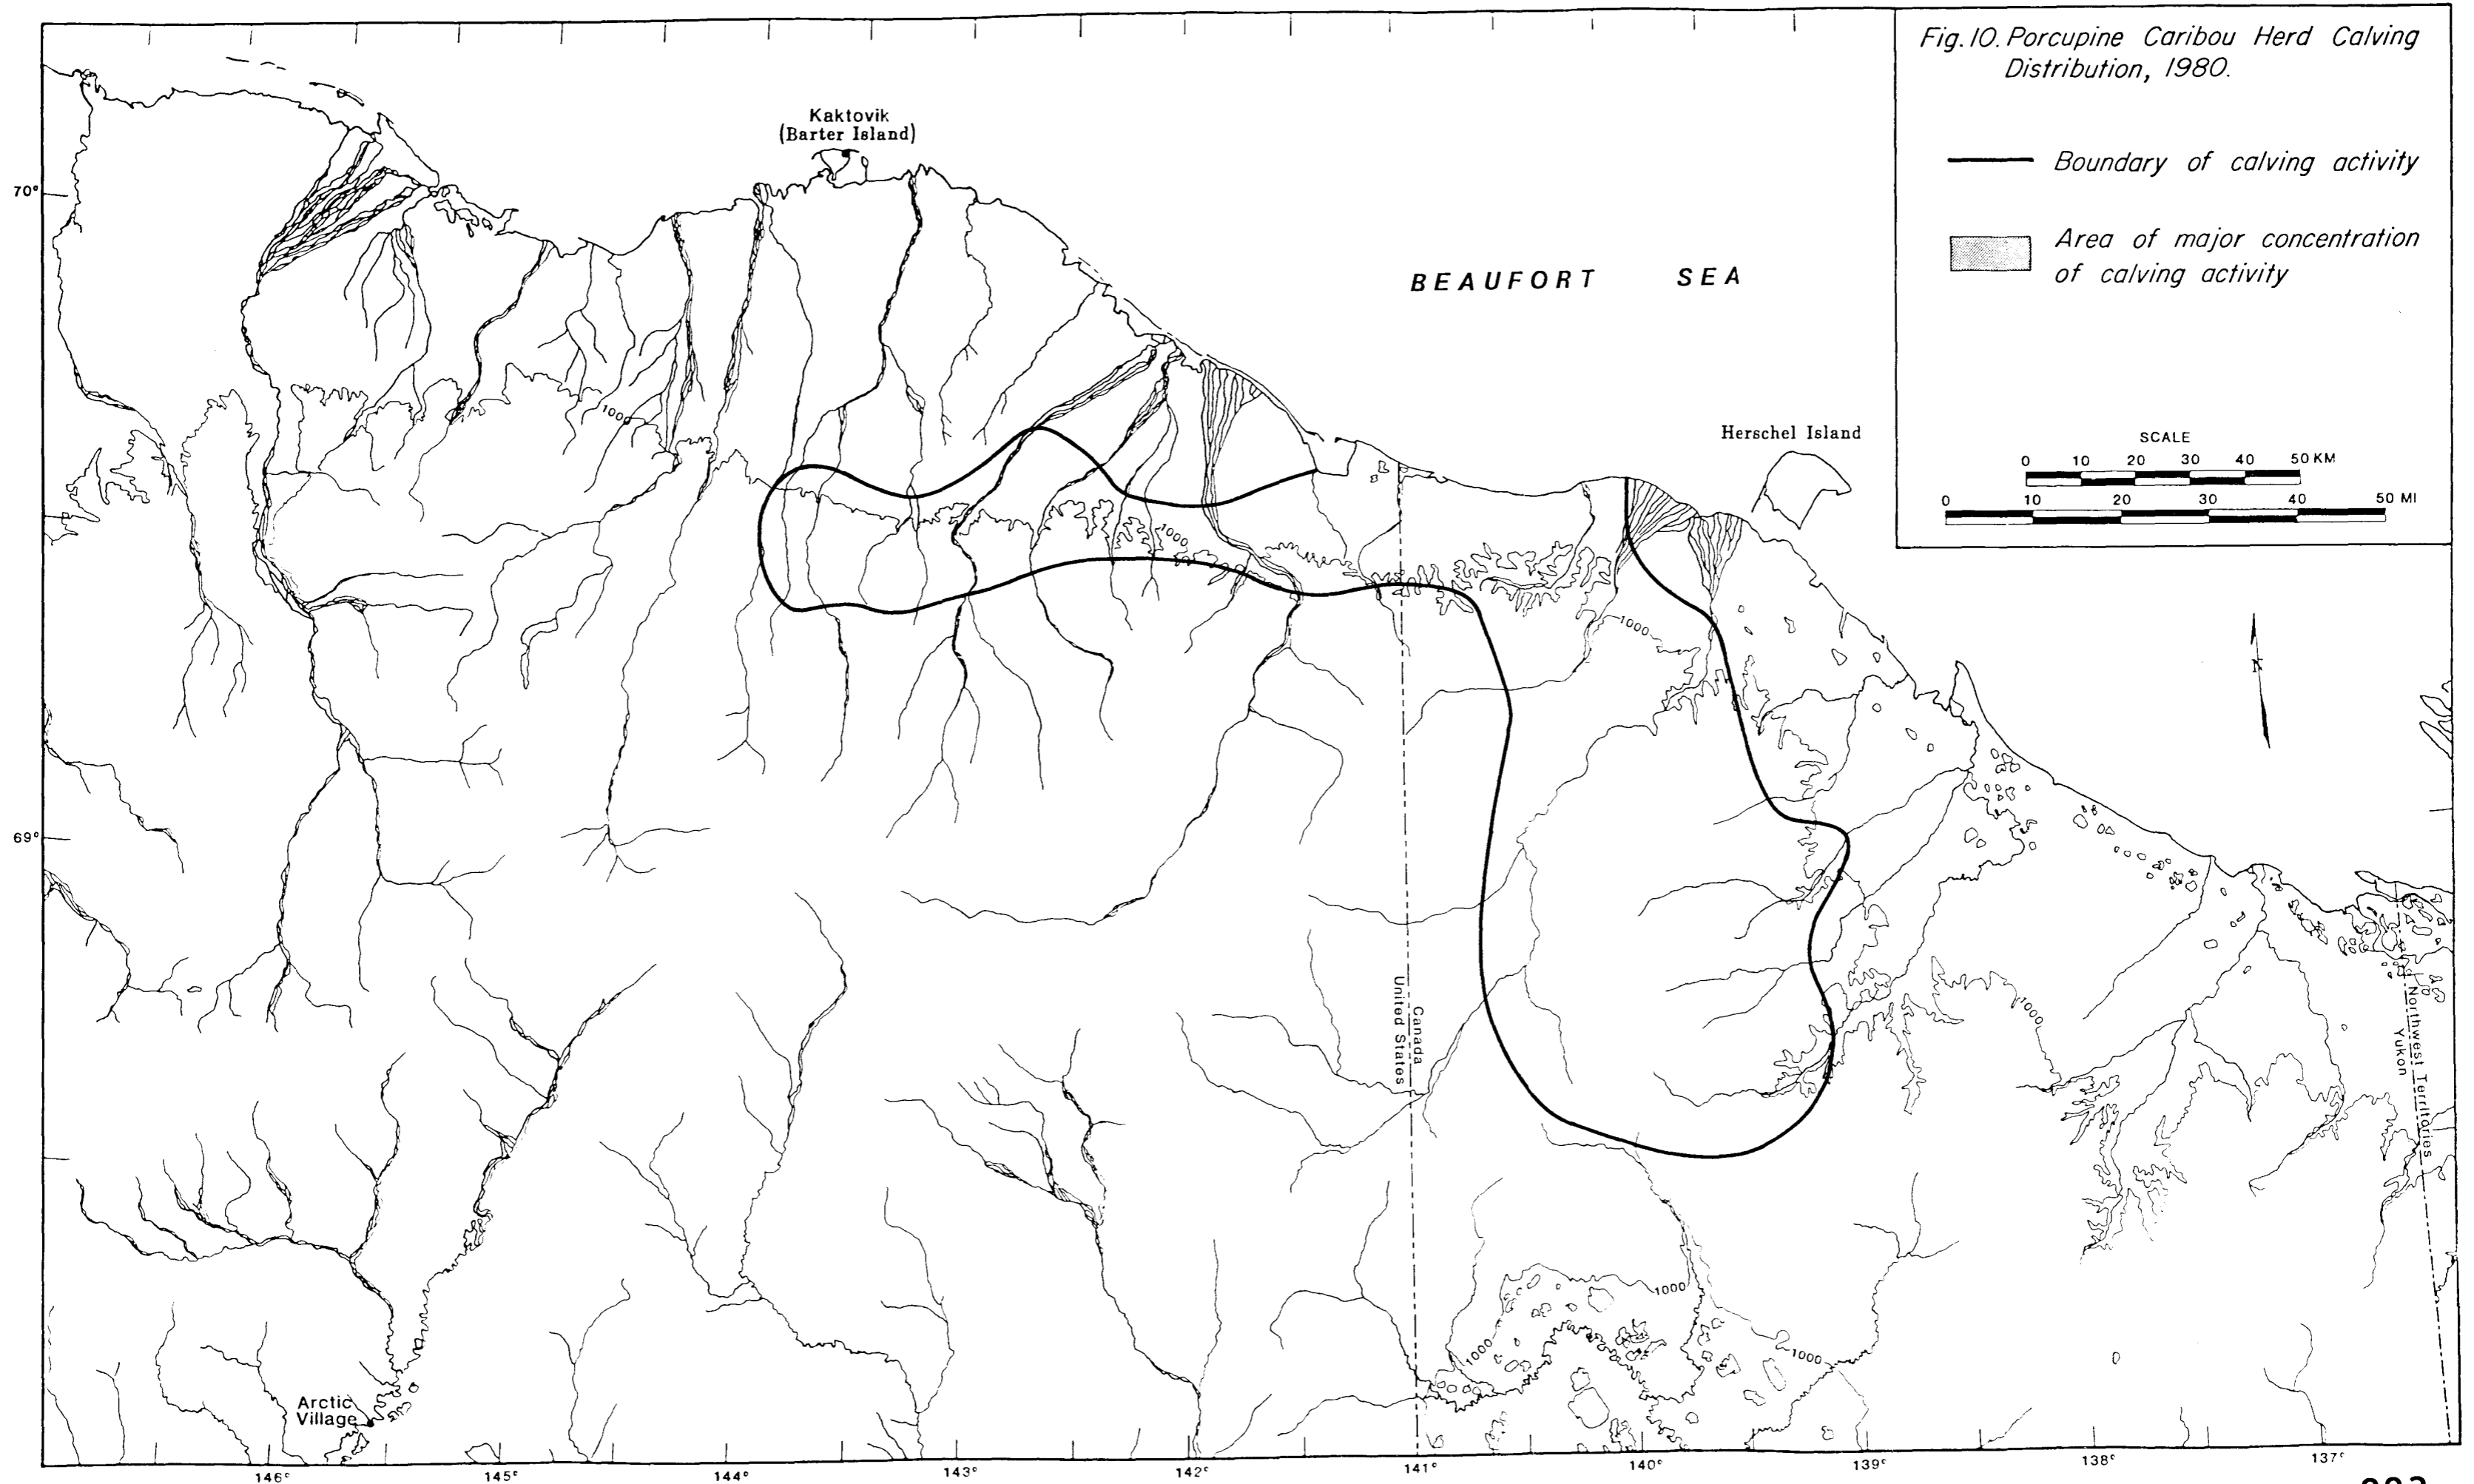 Fig. 10. Porcupine Caribou Herd Calving
Distribution, 1980.
Boundary of calving activity
Area of major concentration
of calving activity
SCALE
0 10 20 30 40 50 KM
0 10 20 30 40 50 MI
Kaktovik
(Barter Island)
70°
BEAUFORT SEA
1000
Herschel Island
1000
1000
69°
United States
Canada
1000
Northwest Territories
Yukon
1000
1000
1000
Arctic
Village
146° 145° 144° 143° 142° 141° 140° 139° 138° 137°